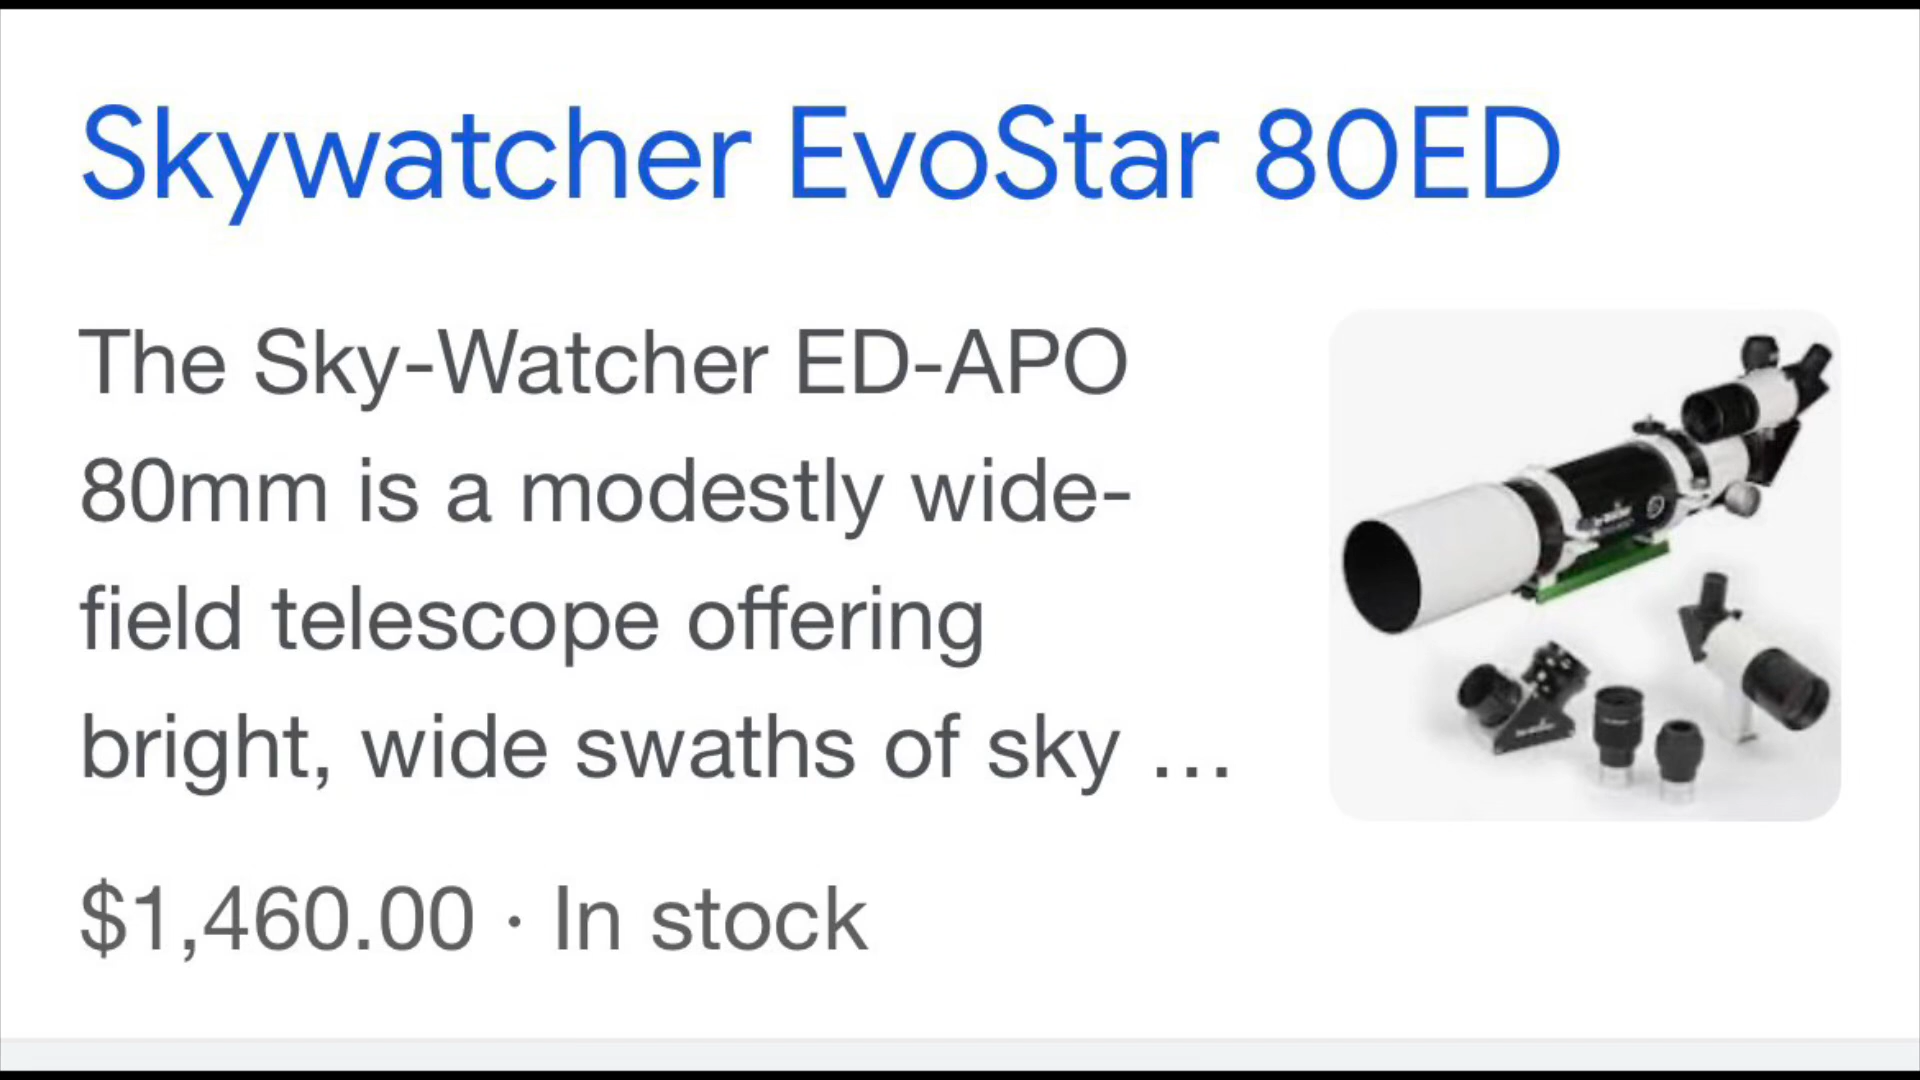 Skywatcher EvoStar 80ED
The Sky-Watcher ED-APO
80mm is a modestly wide-
field telescope offering
bright, wide swaths of sky ...
$1,460.00 · In stock